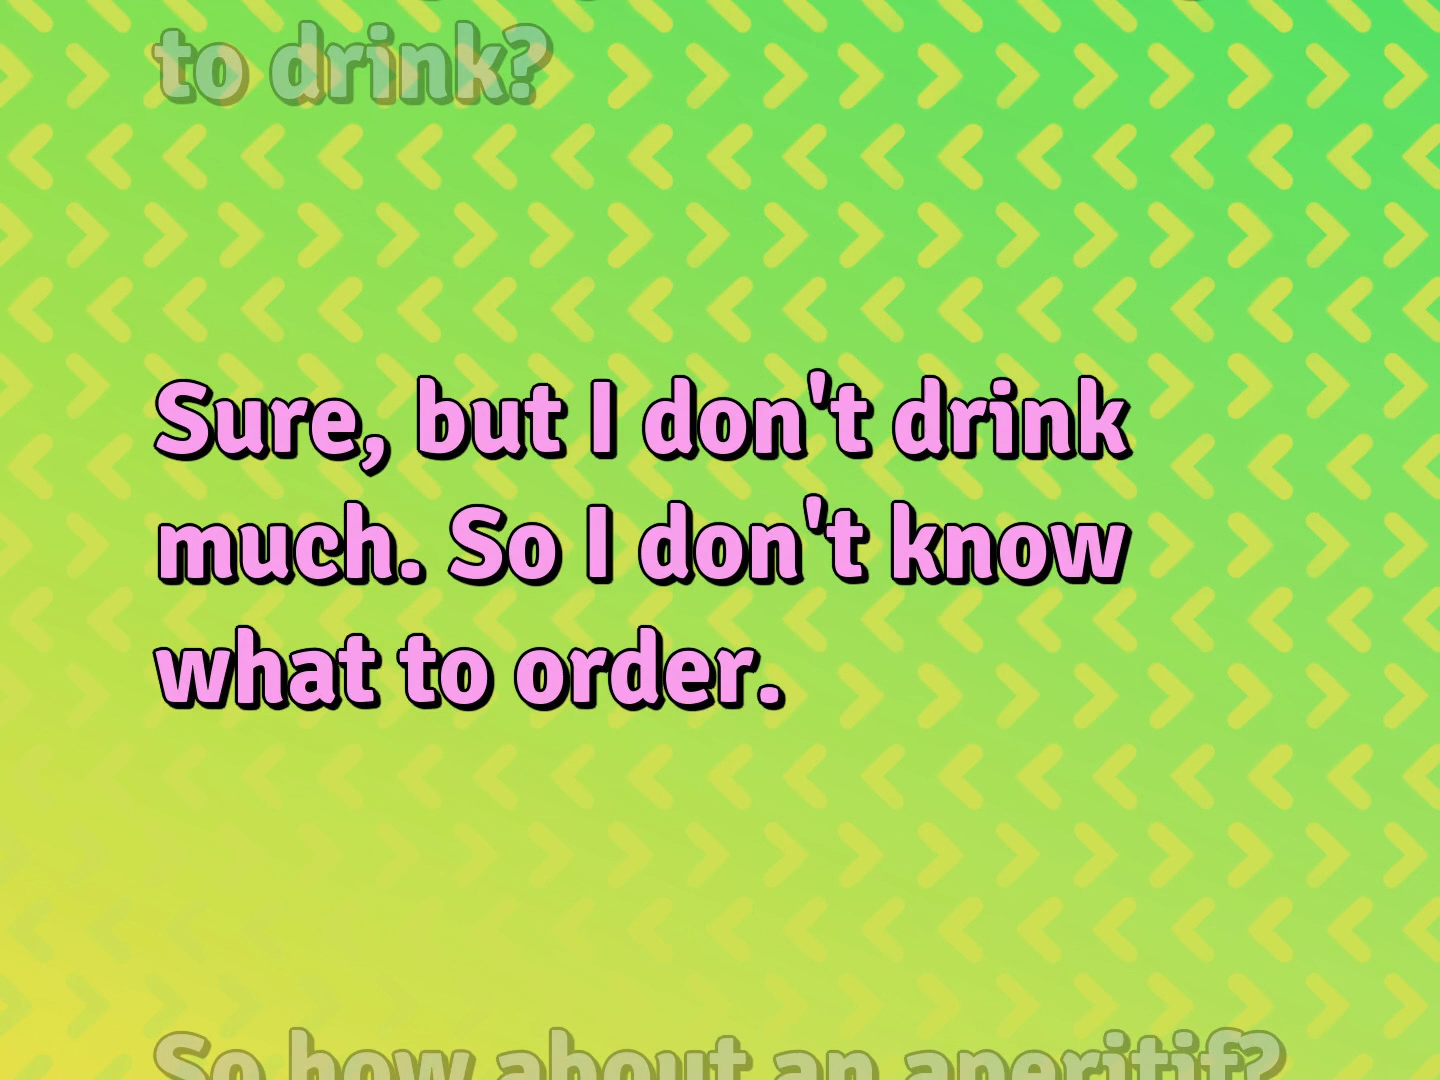 to drink?
Sure, but I don't drink
much. So I don't know
what to order.
So how about an aperitif?